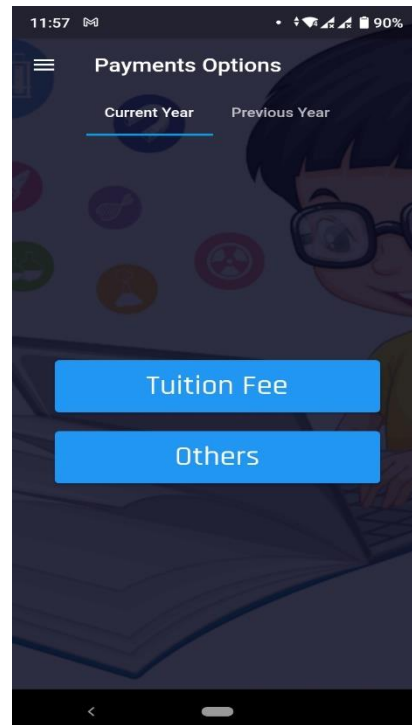 11:57 90%
Payments Options
Current Year Previous Year
Tuition Fee
Others